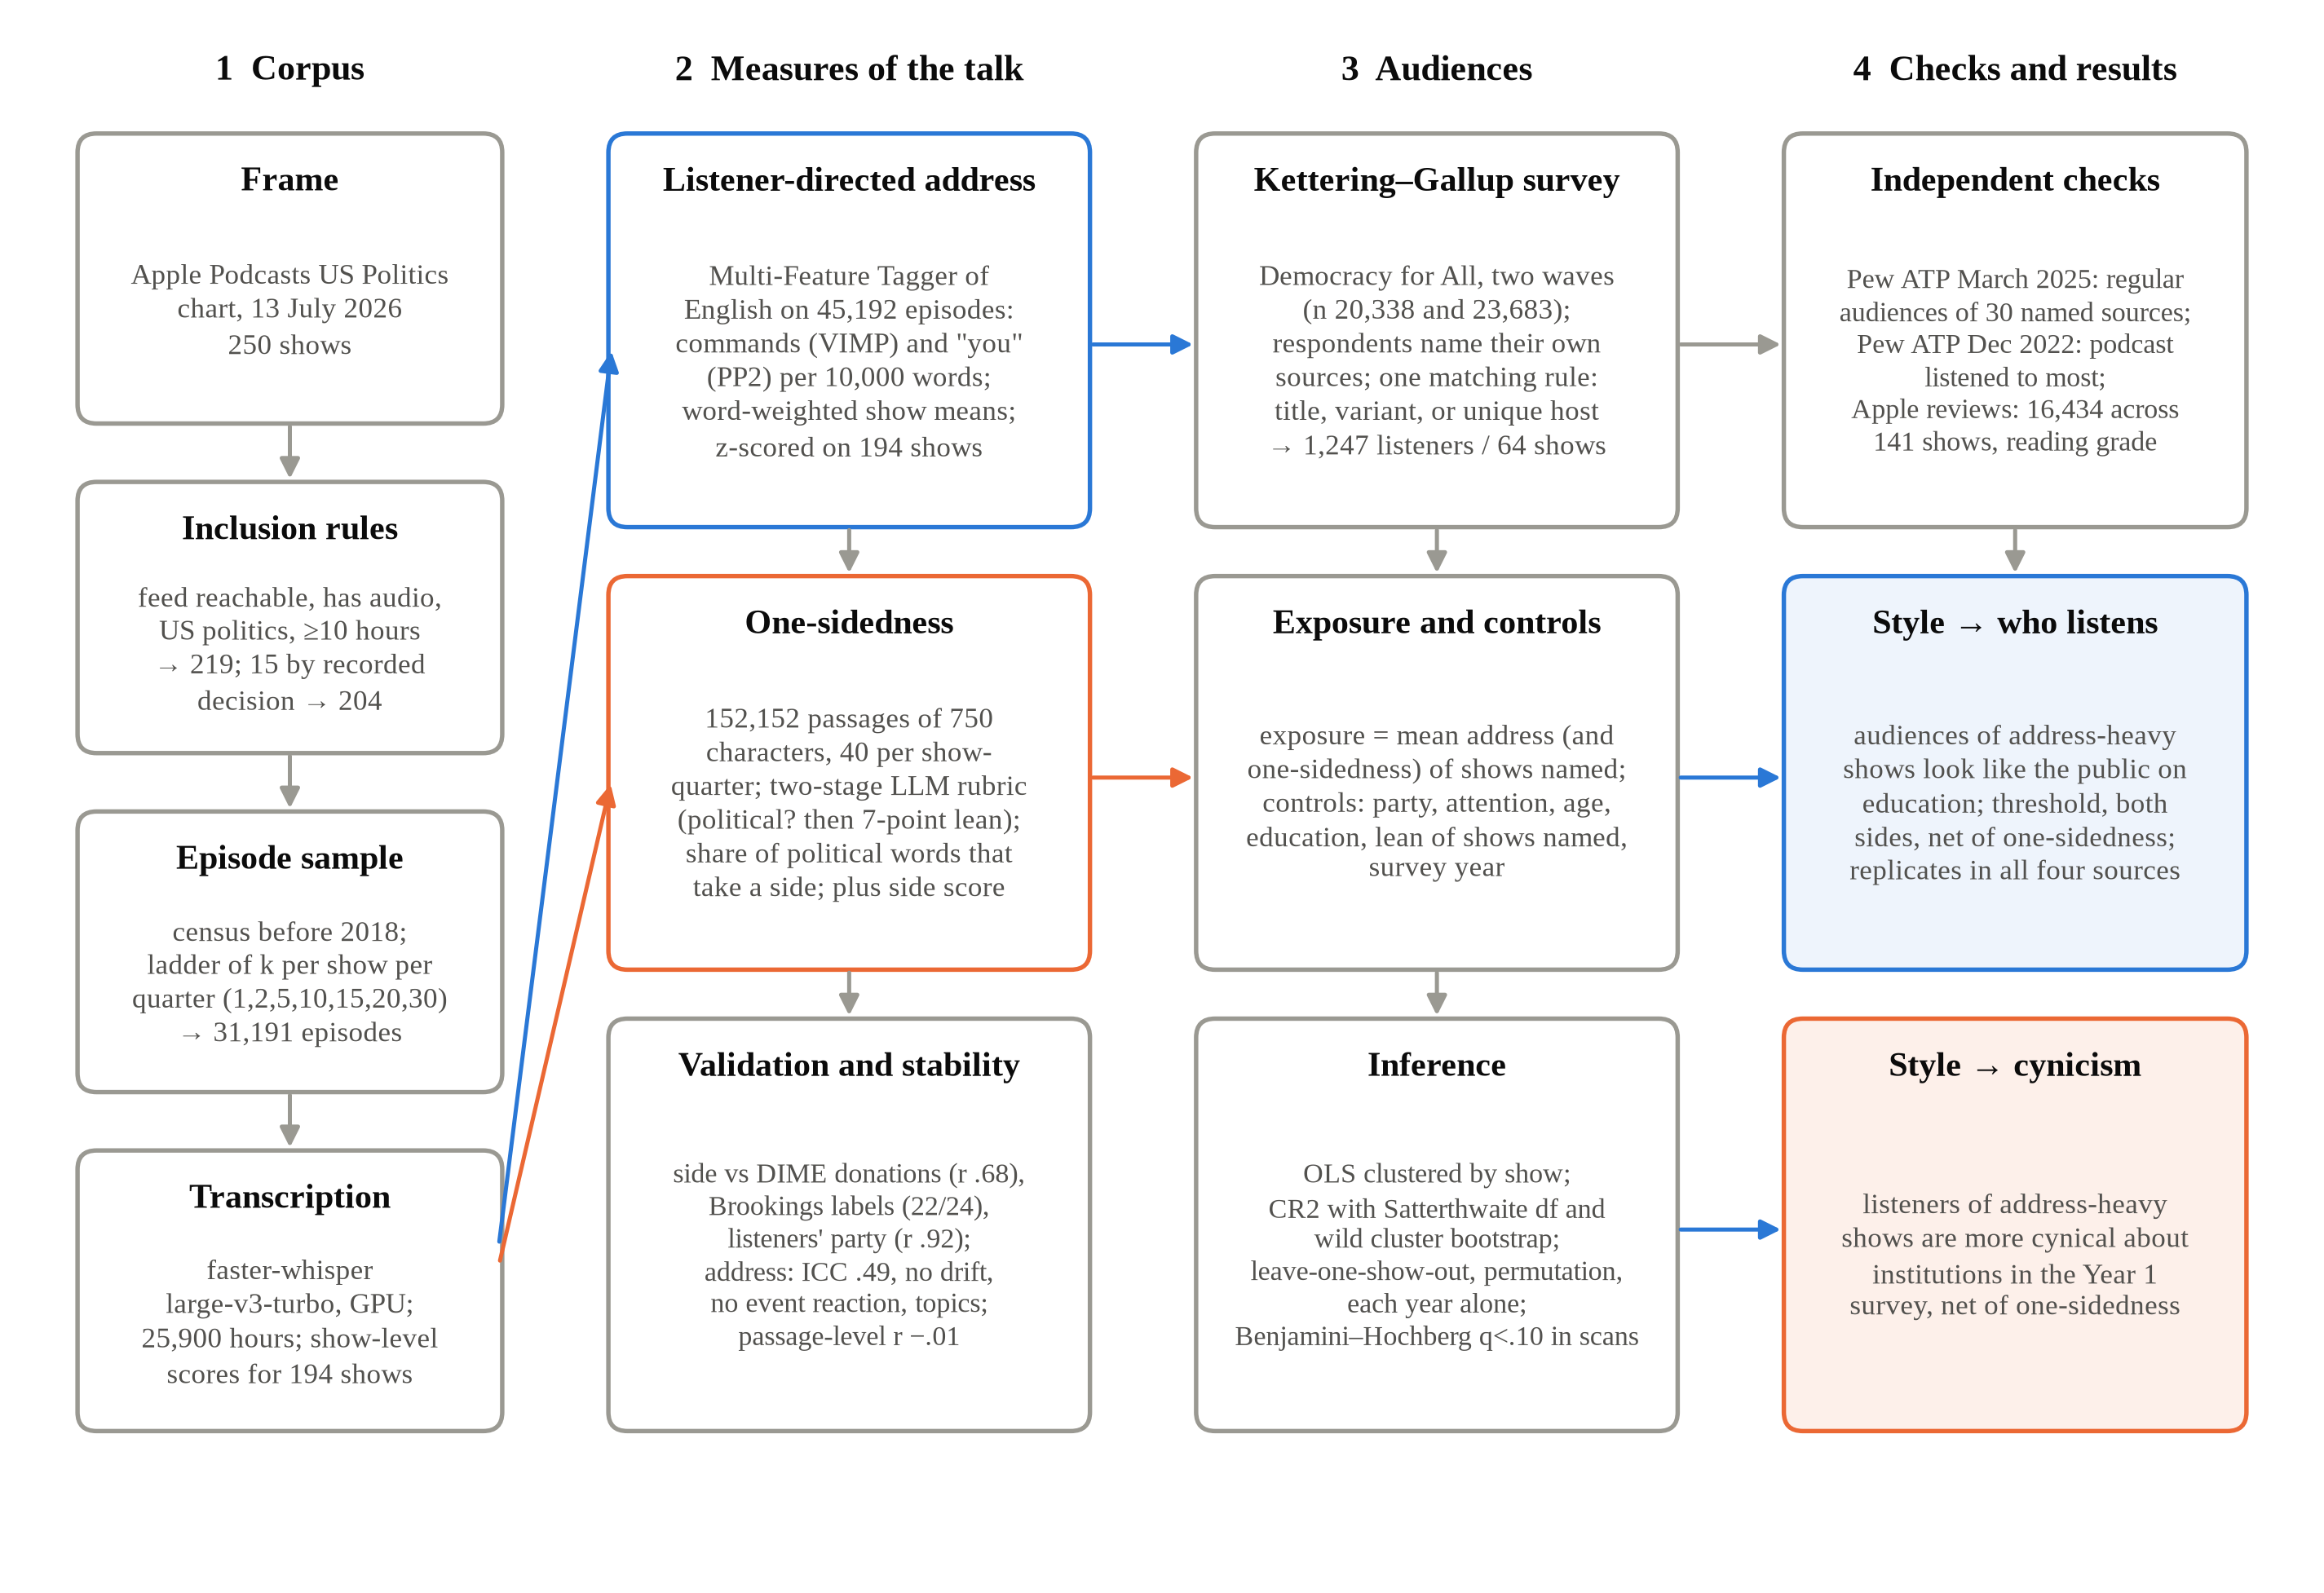 1 Corpus
Frame
Apple Podcasts US Politics
chart, 13 July 2026
250 shows
Inclusion rules
feed reachable, has audio,
US politics, ≥10 hours
→ 219; 15 by recorded
decision → 204
Episode sample
census before 2018;
ladder of k per show per
quarter (1,2,5,10,15,20,30)
→ 31,191 episodes
Transcription
faster-whisper
large-v3-turbo, GPU;
25,900 hours; show-level
scores for 194 shows
2 Measures of the talk
Listener-directed address
Multi-Feature Tagger of
English on 45,192 episodes:
commands (VIMP) and "you"
(PP2) per 10,000 words;
word-weighted show means;
z-scored on 194 shows
One-sidedness
152,152 passages of 750
characters, 40 per show-
quarter; two-stage LLM rubric
(political? then 7-point lean);
share of political words that
take a side; plus side score
Validation and stability
side vs DIME donations (r .68),
Brookings labels (22/24),
listeners' party (r .92);
address: ICC .49, no drift,
no event reaction, topics;
passage-level r −.01
3 Audiences
Kettering–Gallup survey
Democracy for All, two waves
(n 20,338 and 23,683);
respondents name their own
sources; one matching rule:
title, variant, or unique host
→ 1,247 listeners / 64 shows
Exposure and controls
exposure = mean address (and
one-sidedness) of shows named;
controls: party, attention, age,
education, lean of shows named,
survey year
Inference
OLS clustered by show;
CR2 with Satterthwaite df and
wild cluster bootstrap;
leave-one-show-out, permutation,
each year alone;
Benjamini–Hochberg q<.10 in scans
4 Checks and results
Independent checks
Pew ATP March 2025: regular
audiences of 30 named sources;
Pew ATP Dec 2022: podcast
listened to most;
Apple reviews: 16,434 across
141 shows, reading grade
Style → who listens
audiences of address-heavy
shows look like the public on
education; threshold, both
sides, net of one-sidedness;
replicates in all four sources
Style → cynicism
listeners of address-heavy
shows are more cynical about
institutions in the Year 1
survey, net of one-sidedness